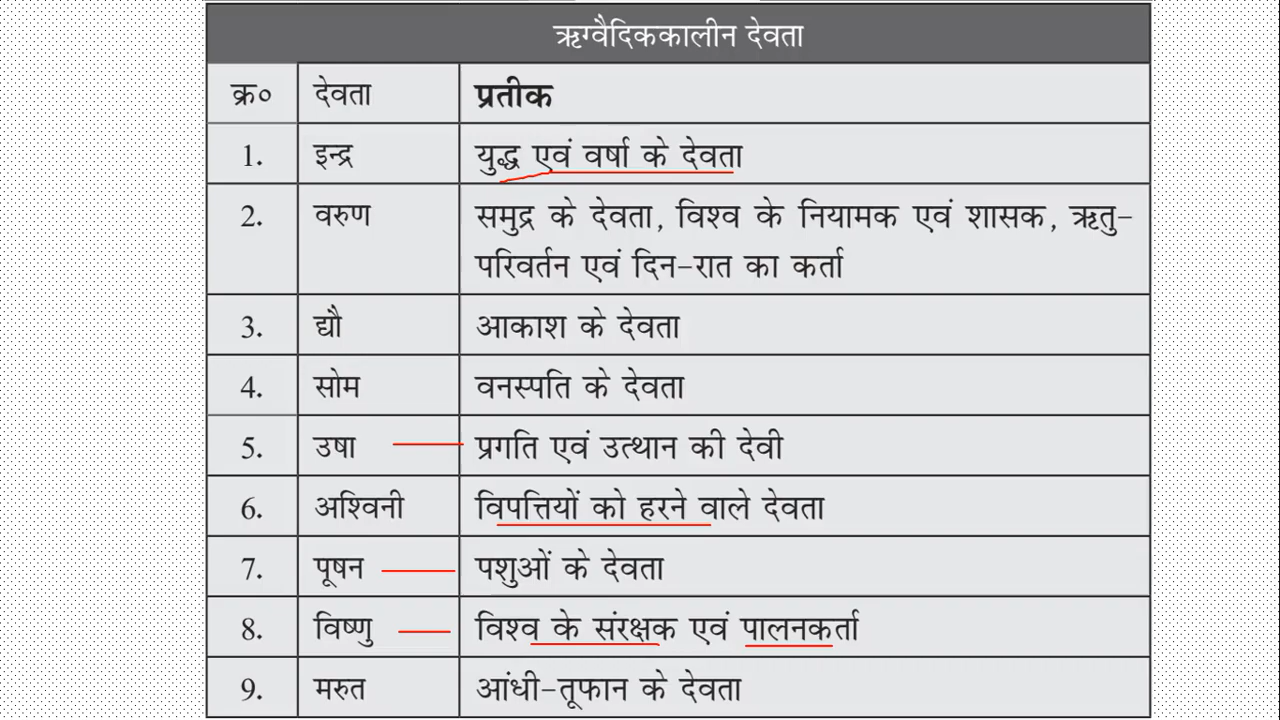 ऋग्वैदिककालीन देवता
क्र० देवता प्रतीक
1. इन्द्र युद्ध एवं वर्षा के देवता
2. वरुण समुद्र के देवता, विश्व के नियामक एवं शासक, ऋतु-
परिवर्तन एवं दिन-रात का कर्ता
3. द्यौ आकाश के देवता
4. सोम वनस्पति के देवता
5. उषा प्रगति एवं उत्थान की देवी
6. अश्विनी विपत्तियों को हरने वाले देवता
7. पूषन पशुओं के देवता
8. विष्णु विश्व के संरक्षक एवं पालनकर्ता
9. मरुत आंधी-तूफान के देवता